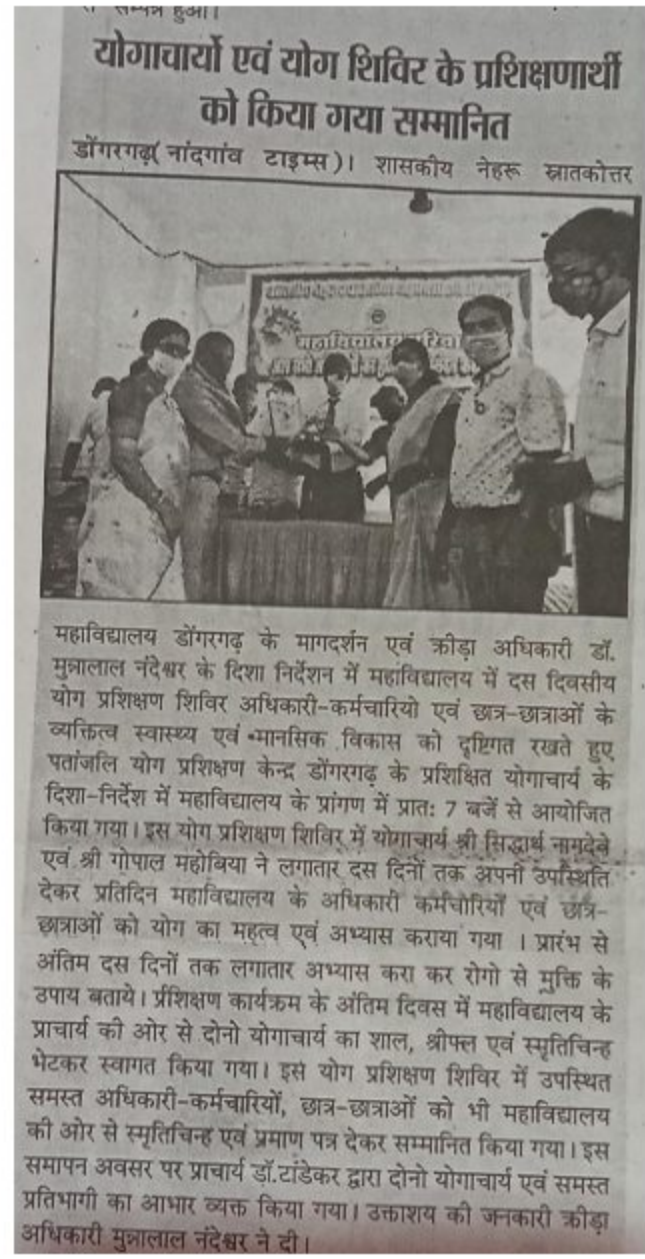 सम्पन्न हुआ।
योगाचार्यो एवं योग शिविर के प्रशिक्षणार्थी
को किया गया सम्मानित
डोंगरगढ़( नांदगांव टाइम्स)। शासकीय नेहरू स्नातकोत्तर
महाविद्यालय डोंगरगढ़ के मागदर्शन एवं क्रीड़ा अधिकारी डॉ.
मुन्नालाल नंदेश्वर के दिशा निर्देशन में महाविद्यालय में दस दिवसीय
योग प्रशिक्षण शिविर अधिकारी-कर्मचारियो एवं छात्र-छात्राओं के
व्यक्तित्व स्वास्थ्य एवं मानसिक विकास को दृष्टिगत रखते हुए
पतांजलि योग प्रशिक्षण केन्द्र डोंगरगढ़ के प्रशिक्षित योगाचार्य के
दिशा-निर्देश में महाविद्यालय के प्रांगण में प्रात: 7 बजें से आयोजित
किया गया। इस योग प्रशिक्षण शिविर में योगाचार्य श्री सिद्धार्थ नागदेवे
एवं श्री गोपाल महोबिया ने लगातार दस दिनों तक अपनी उपस्थिति
देकर प्रतिदिन महाविद्यालय के अधिकारी कर्मचारियों एवं छात्र-
छात्राओं को योग का महत्व एवं अभ्यास कराया गया । प्रारंभ से
अंतिम दस दिनों तक लगातार अभ्यास करा कर रोगो से मुक्ति के
उपाय बताये। र्प्रशिक्षण कार्यक्रम के अंतिम दिवस में महाविद्यालय के
प्राचार्य की ओर से दोनो योगाचार्य का शाल, श्रीफ्ल एवं स्मृतिचिन्ह
भेटकर स्वागत किया गया। इस योग प्रशिक्षण शिविर में उपस्थित
समस्त अधिकारी-कर्मचारियों, छात्र-छात्राओं को भी महाविद्यालय
की ओर से स्मृतिचिन्ह एवं प्रमाण पत्र देकर सम्मानित किया गया। इस
समापन अवसर पर प्राचार्य डॉ.टांडेकर द्वारा दोनो योगाचार्य एवं समस्त
प्रतिभागी का आभार व्यक्त किया गया। उक्ताशय की जनकारी क्रीड़ा
अधिकारी मुन्नालाल नंदेश्वर ने दी।